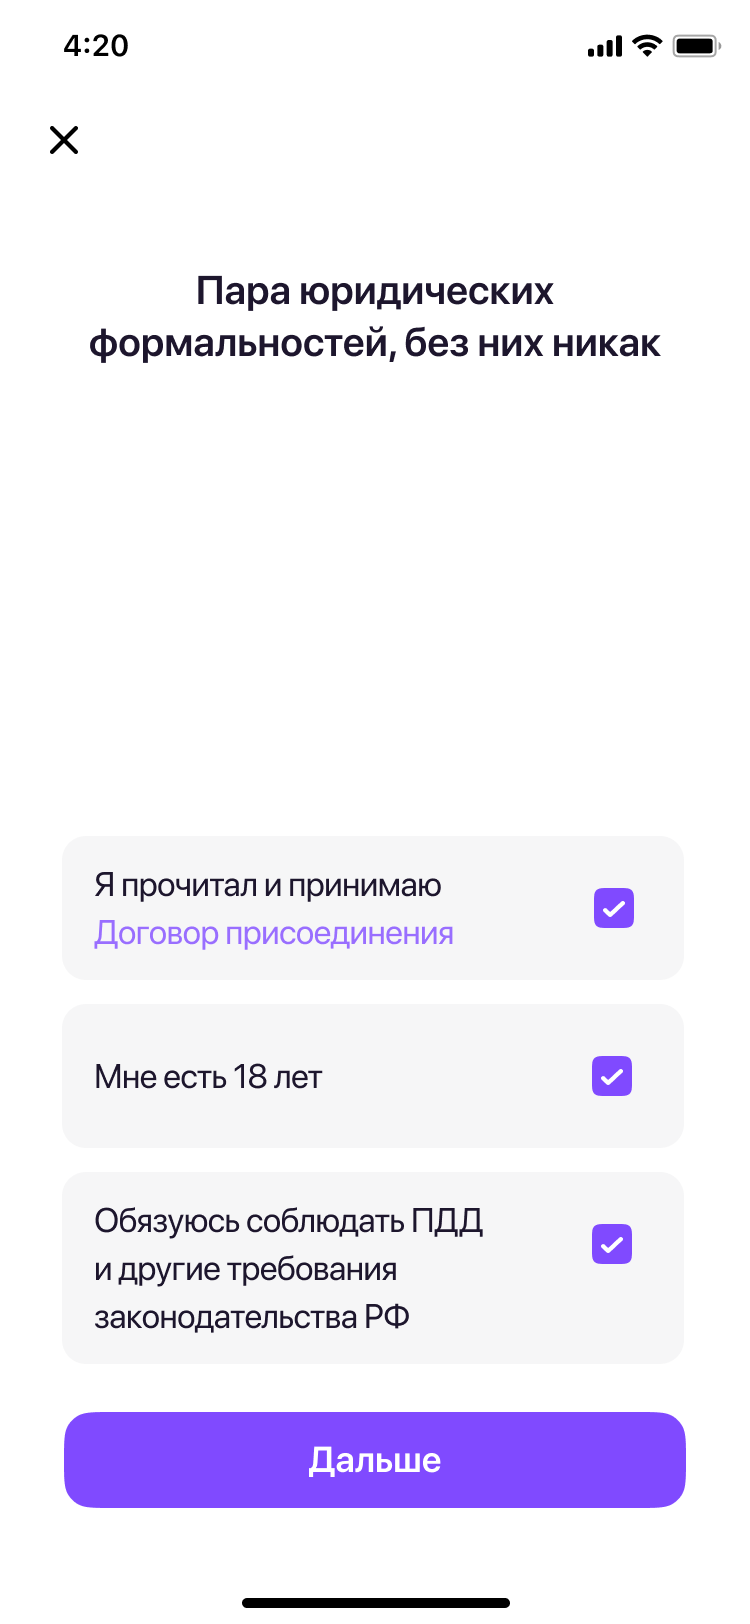 4:20
Пара юридических
формальностей, без них никак
Я прочитал и принимаю
Договор присоединения
Мне есть 18 лет
Обязуюсь соблюдать ПДД
и другие требования
законодательства РФ
Дальше